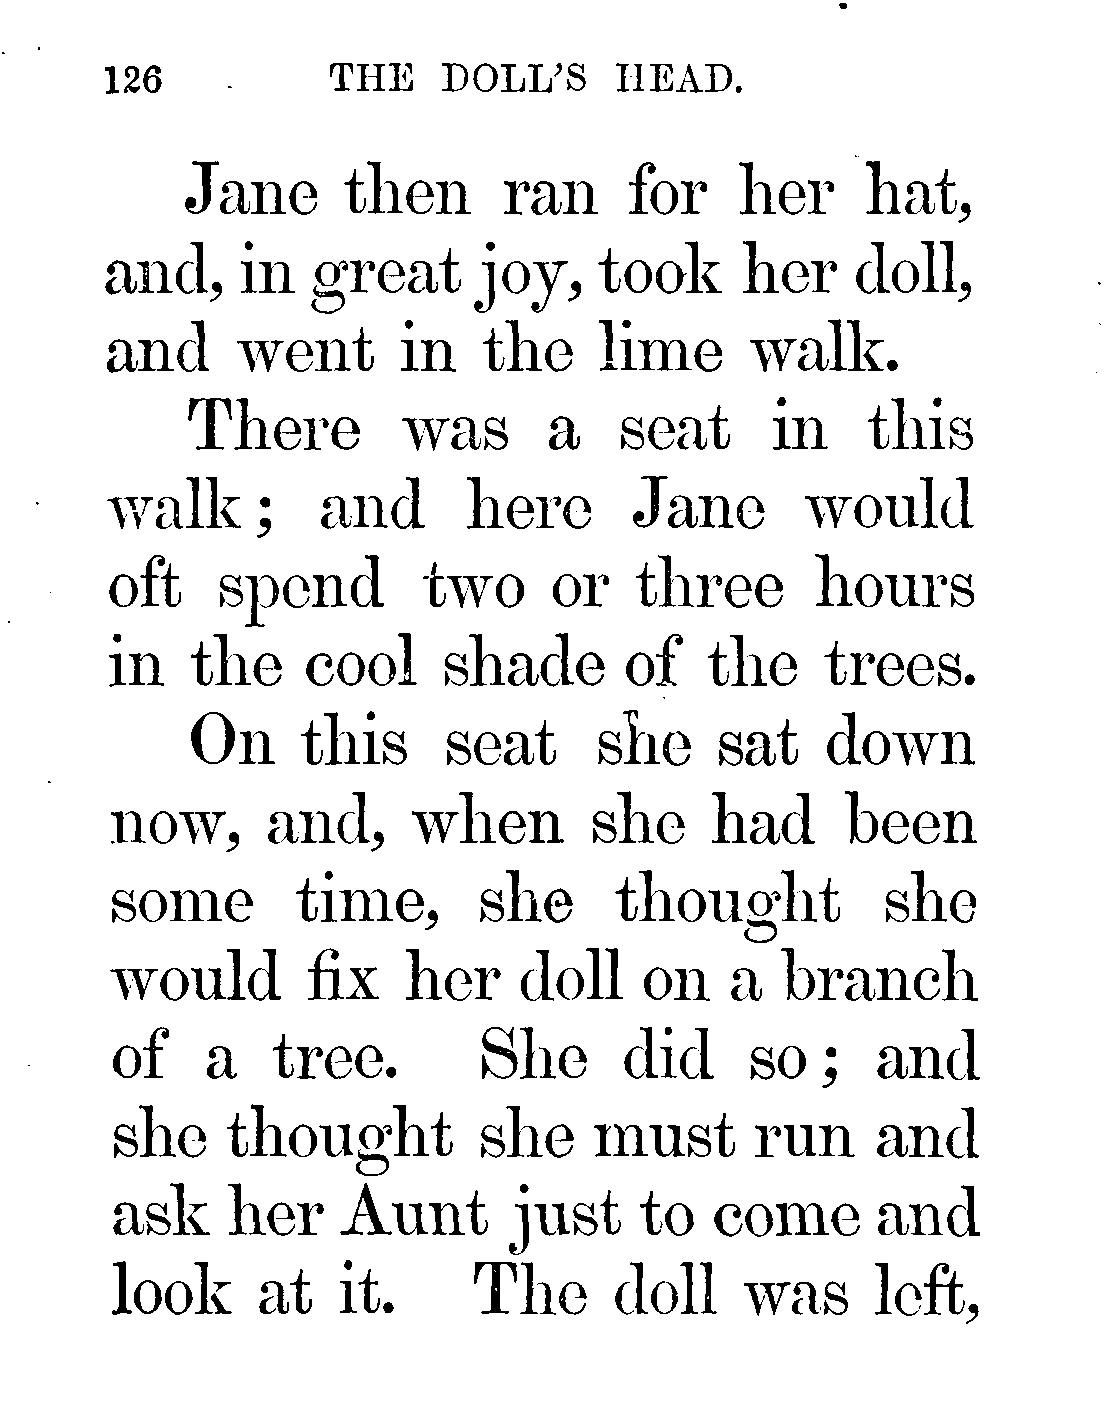 126 THE DOLL'S HEAD.
Jane then ran for her hat,
and, in great joy, took her doll,
and went in the lime walk.
There was a seat in this
walk; and here Jane would
oft spend two or three hours
in the cool shade of the trees.
On this seat she sat down
now, and, when she had been
some time, she thought she
would fix her doll on a branch
of a tree. She did so; and
she thought she must run and
ask her Aunt just to come and
look at it. The doll was left,